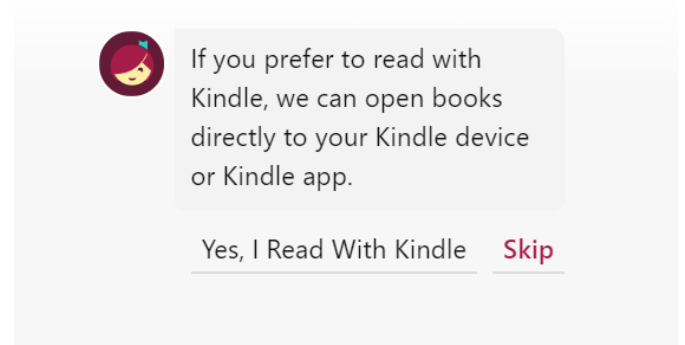 If you prefer to read with
Kindle, we can open books
directly to your Kindle device
or Kindle app.
Yes, I Read With Kindle Skip